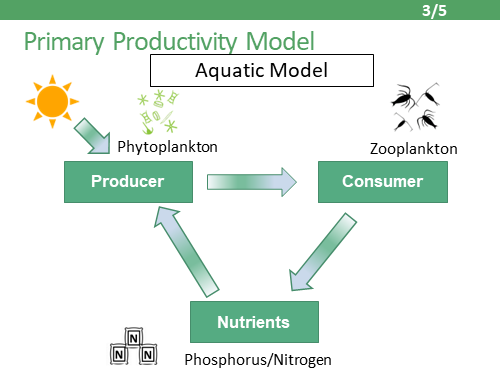 3/5
Primary Productivity Model
Aquatic Model
Phytoplankton
Zooplankton
Producer
Consumer
Nutrients
N
N N
Phosphorus/Nitrogen